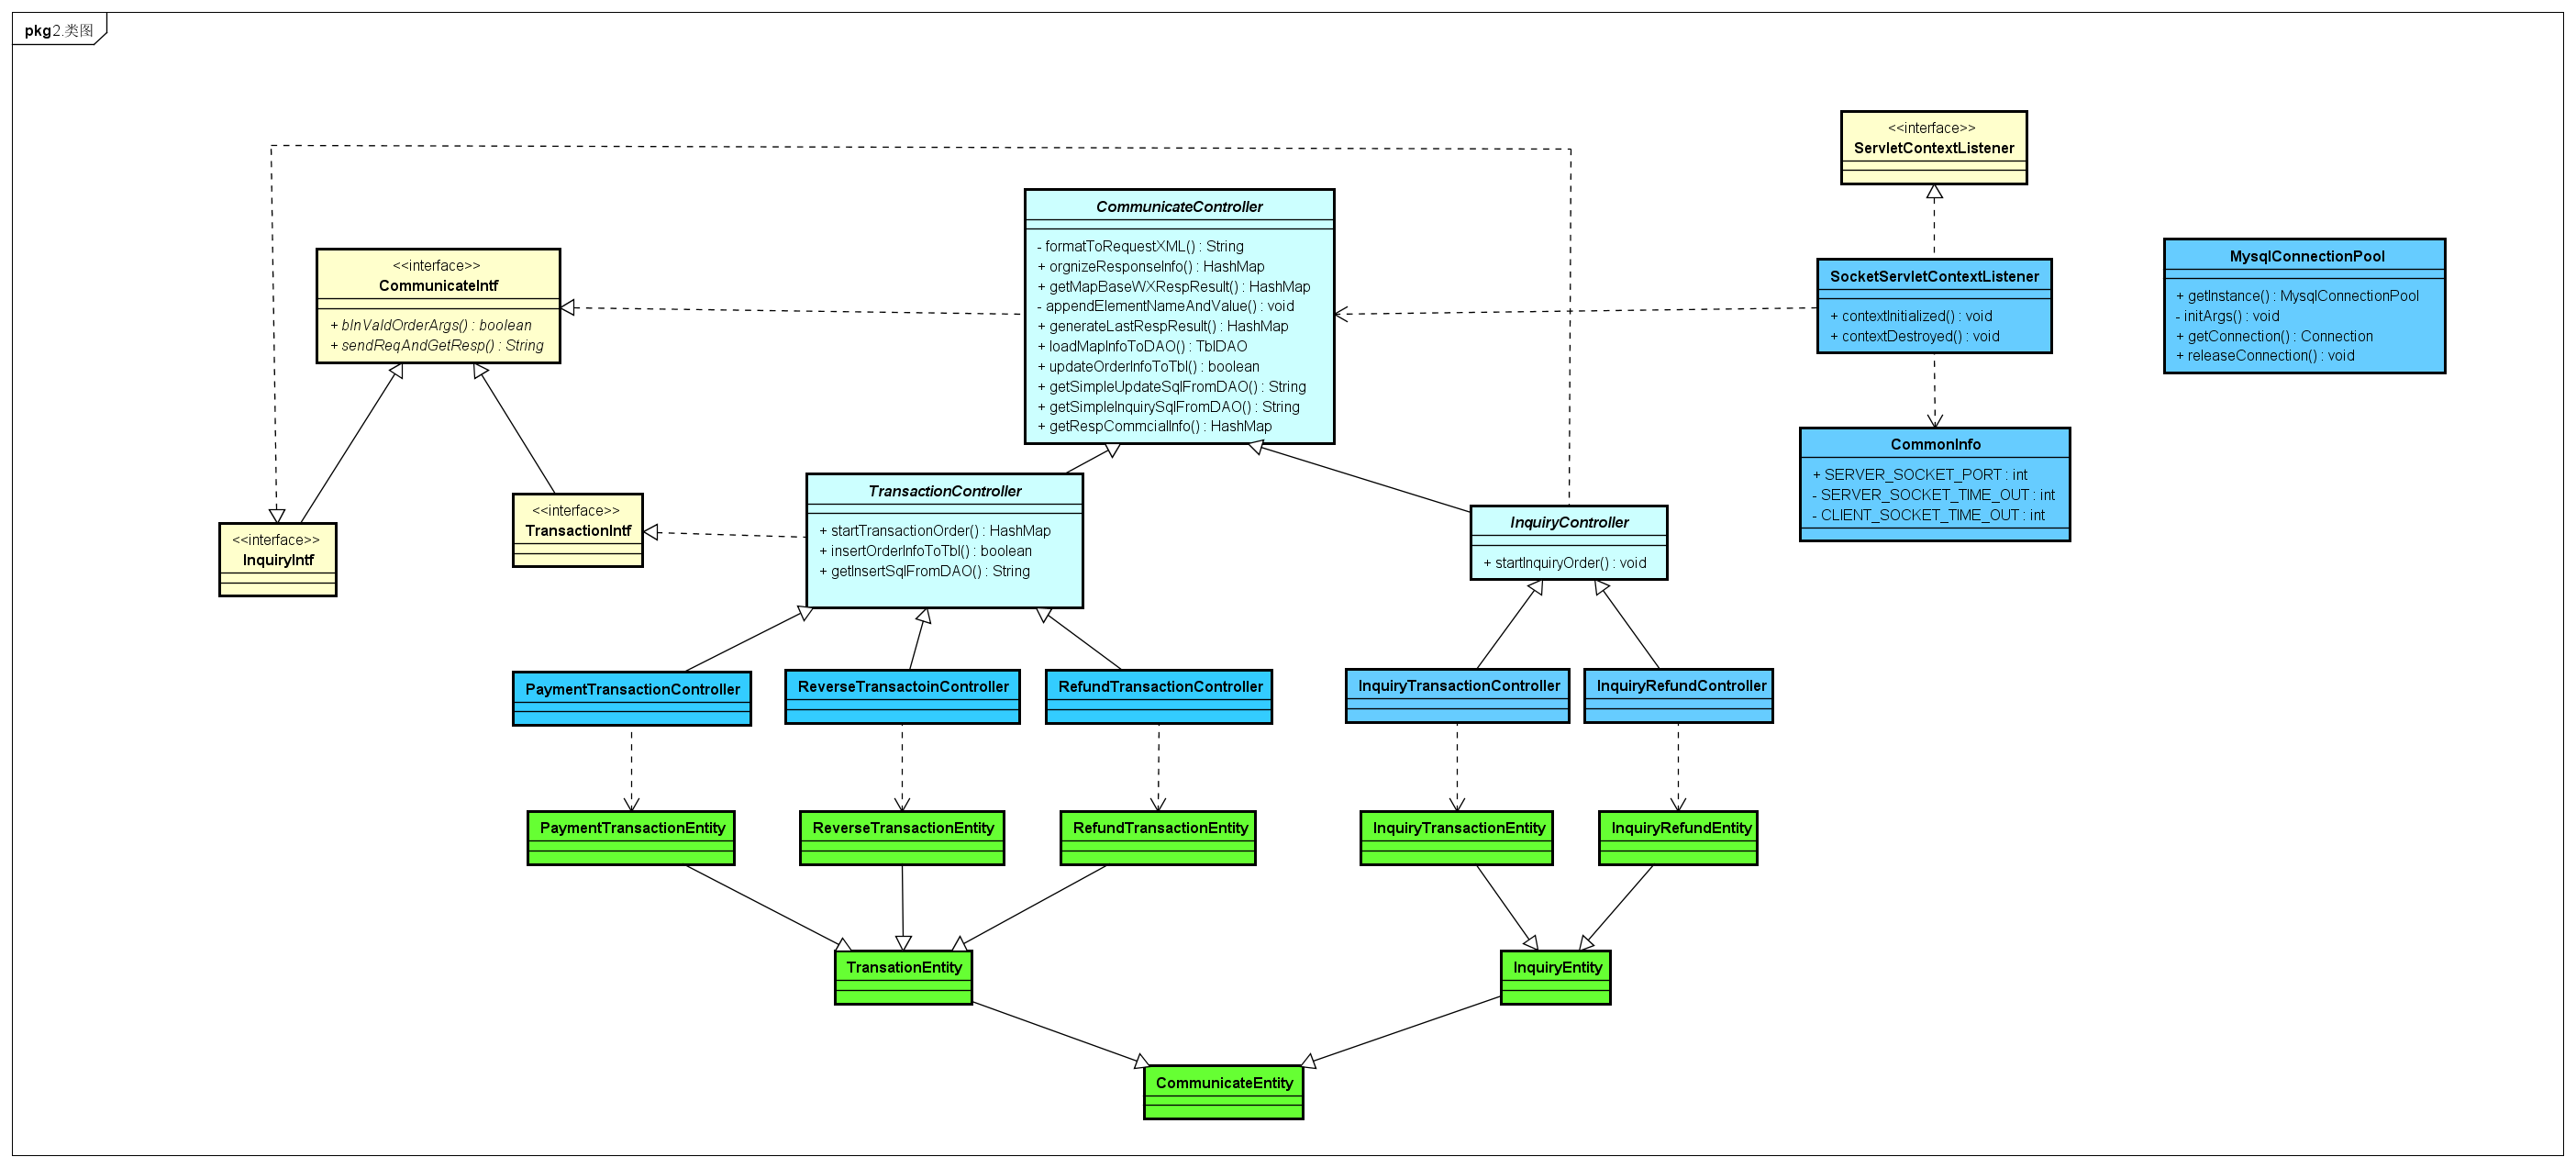 pkg2.类图
<<interface>>
ServletContextListener
CommunicateController
- formatToRequestXML() : String
+ orgnizeResponseInfo() : HashMap
+ getMapBaseWXRespResult() : HashMap
- appendElementNameAndValue() : void
+ generateLastRespResult() : HashMap
+ loadMapInfoToDAO() : TblDAO
+ updateOrderInfoToTbl() : boolean
+ getSimpleUpdateSqlFromDAO() : String
+ getSimpleInquirySqlFromDAO() : String
+ getRespCommcialInfo() : HashMap
<<interface>>
CommunicateIntf
+ blnValdOrderArgs() : boolean
+ sendReqAndGetResp() : String
SocketServletContextListener
+ contextInitialized() : void
+ contextDestroyed() : void
MysqlConnectionPool
+ getInstance() : MysqlConnectionPool
- initArgs() : void
+ getConnection() : Connection
+ releaseConnection() : void
CommonInfo
+ SERVER_SOCKET_PORT : int
- SERVER_SOCKET_TIME_OUT : int
- CLIENT_SOCKET_TIME_OUT : int
<<interface>>
InquiryIntf
<<interface>>
TransactionIntf
TransactionController
+ startTransactionOrder() : HashMap
+ insertOrderInfoToTbl() : boolean
+ getInsertSqlFromDAO() : String
InquiryController
+ startInquiryOrder() : void
PaymentTransactionController
ReverseTransactoinController
RefundTransactionController
InquiryTransactionController
InquiryRefundController
PaymentTransactionEntity
ReverseTransactionEntity
RefundTransactionEntity
InquiryTransactionEntity
InquiryRefundEntity
TransationEntity
InquiryEntity
CommunicateEntity